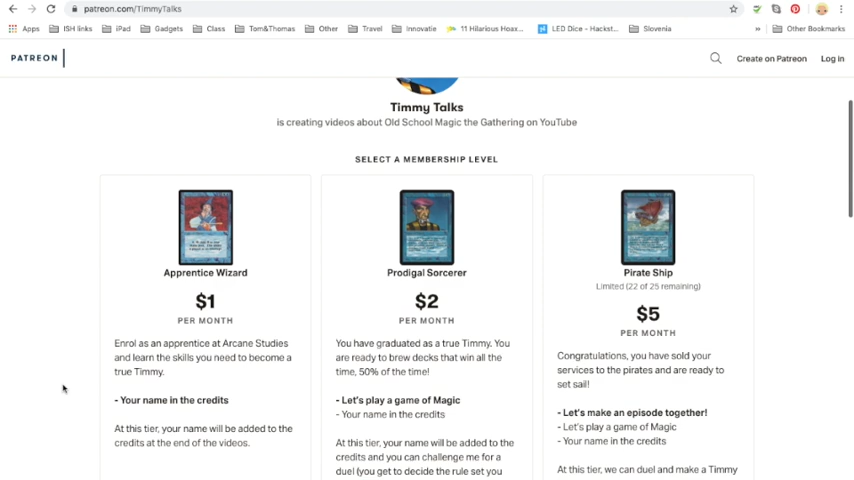 patreon.com/TimmyTalks
Apps
ISH links
iPad
Gadgets
Class
Tom&Thomas
Other
Travel
Innovatie
11 Hilarious Hoax...
LED Dice - Hackst...
Slovenia
»
Other Bookmarks
PATREON
Create on Patreon
Log in
Timmy Talks
is creating videos about Old School Magic the Gathering on YouTube
SELECT A MEMBERSHIP LEVEL
Apprentice Wizard
$1
PER MONTH
Enrol as an apprentice at Arcane Studies
and learn the skills you need to become a
true Timmy.
- Your name in the credits
At this tier, your name will be added to the
credits at the end of the videos.
Prodigal Sorcerer
$2
PER MONTH
You have graduated as a true Timmy. You
are ready to brew decks that win all the
time, 50% of the time!
- Let's play a game of Magic
- Your name in the credits
At this tier, your name will be added to the
credits and you can challenge me for a
duel (you get to decide the rule set you
Pirate Ship
Limited (22 of 25 remaining)
$5
PER MONTH
Congratulations, you have sold your
services to the pirates and are ready to
set sail!
- Let's make an episode together!
- Let's play a game of Magic
- Your name in the credits
At this tier, we can duel and make a Timmy